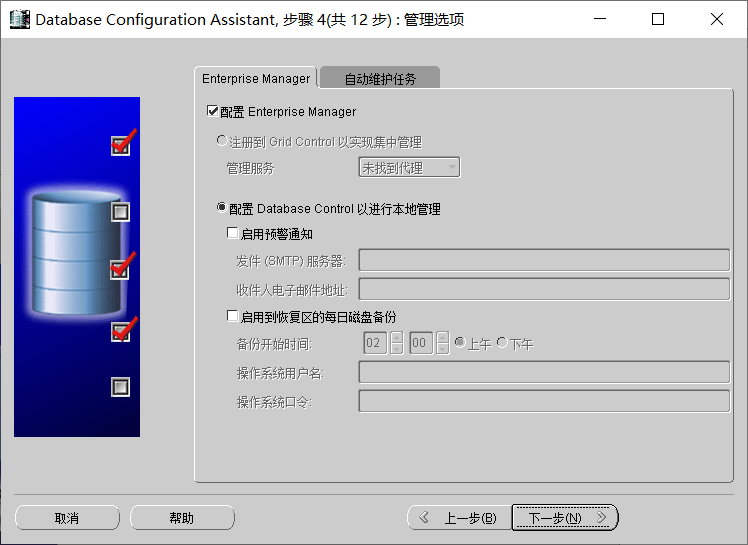 Database Configuration Assistant, 步骤 4(共 12 步) : 管理选项
Enterprise Manager
自动维护任务
配置 Enterprise Manager
注册到 Grid Control 以实现集中管理
管理服务
未找到代理
配置 Database Control 以进行本地管理
启用预警通知
发件 (SMTP) 服务器:
收件人电子邮件地址:
启用到恢复区的每日磁盘备份
备份开始时间:
02
00
上午
下午
操作系统用户名:
操作系统口令:
取消
帮助
上一步(B)
下一步(N)